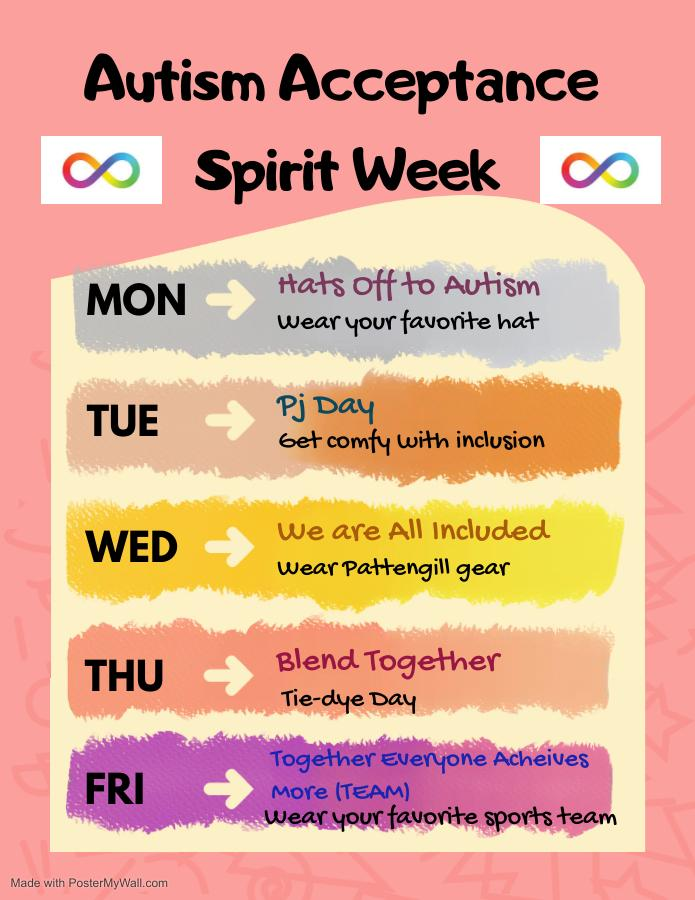 Autism Acceptance
Spirit Week
MON
Hats Off to Autism
Wear your favorite hat
TUE
Pj Day
Get comfy with inclusion
WED
We are All Included
Wear Pattengill gear
THU
Blend Together
Tie-dye Day
FRI
Together Everyone Acheives
More (TEAM)
Wear your favorite sports team
Made with PosterMyWall.com